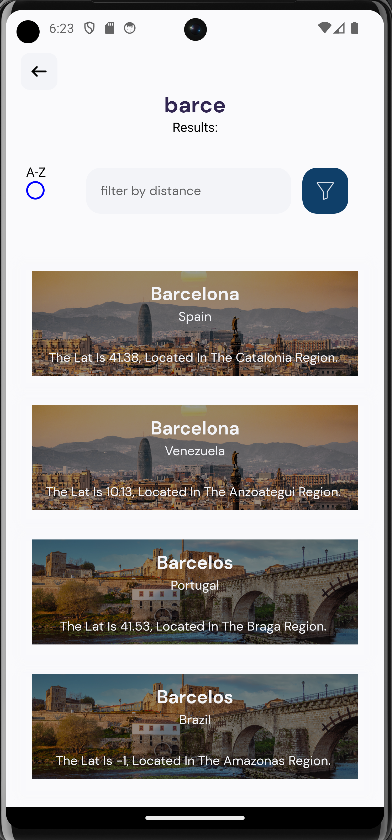 6:23
barce
Results:
A-Z
filter by distance
Barcelona
Spain
The Lat Is 41.38, Located In The Catalonia Region.
Barcelona
Venezuela
The Lat Is 10.13, Located In The Anzoategui Region.
Barcelos
Portugal
The Lat Is 41.53, Located In The Braga Region.
Barcelos
Brazil
The Lat Is -1, Located In The Amazonas Region.